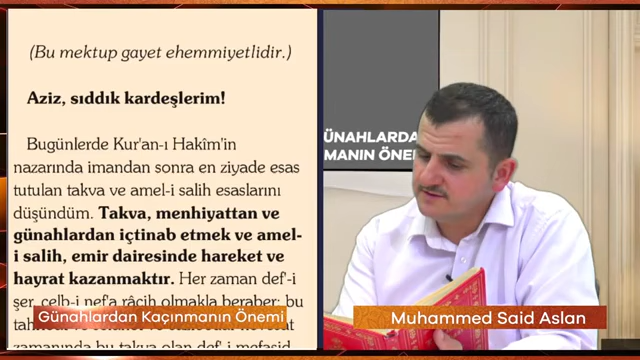 (Bu mektup gayet ehemmiyetlidir.)
Aziz, sıddık kardeşlerim!
Bugünlerde Kur'an-ı Hakîm'in
nazarında imandan sonra en ziyade esas
tutulan takva ve amel-i salih esaslarını
düşündüm. Takva, menhiyattan ve
günahlardan içtinab etmek ve amel-
i salih, emir dairesinde hareket ve
hayrat kazanmaktır. Her zaman def'-i
şer, celb-i nef'a râcih olmakla beraber; bu
zamanında bu takva olan def'-i mefasid
Günahlardan Kaçınmanın Önemi
ÜNAHLARDA
MANIN ÖNE
Muhammed Said Aslan